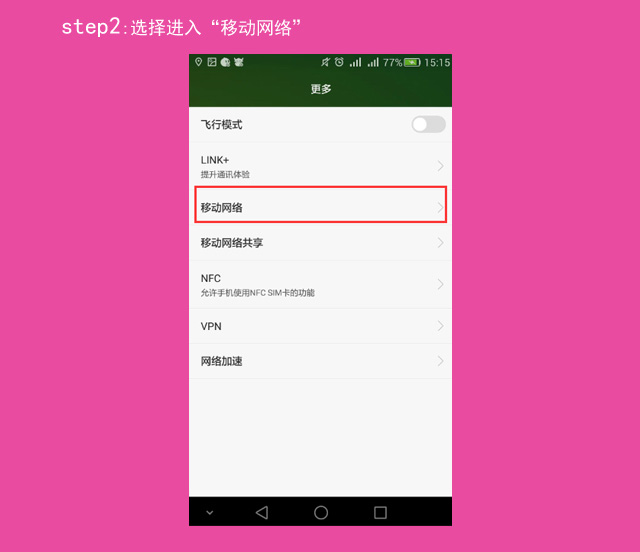 step2:选择进入“移动网络”
77% 15:15
更多
飞行模式
LINK+
提升通讯体验
移动网络
移动网络共享
NFC
允许手机使用NFC SIM卡的功能
VPN
网络加速